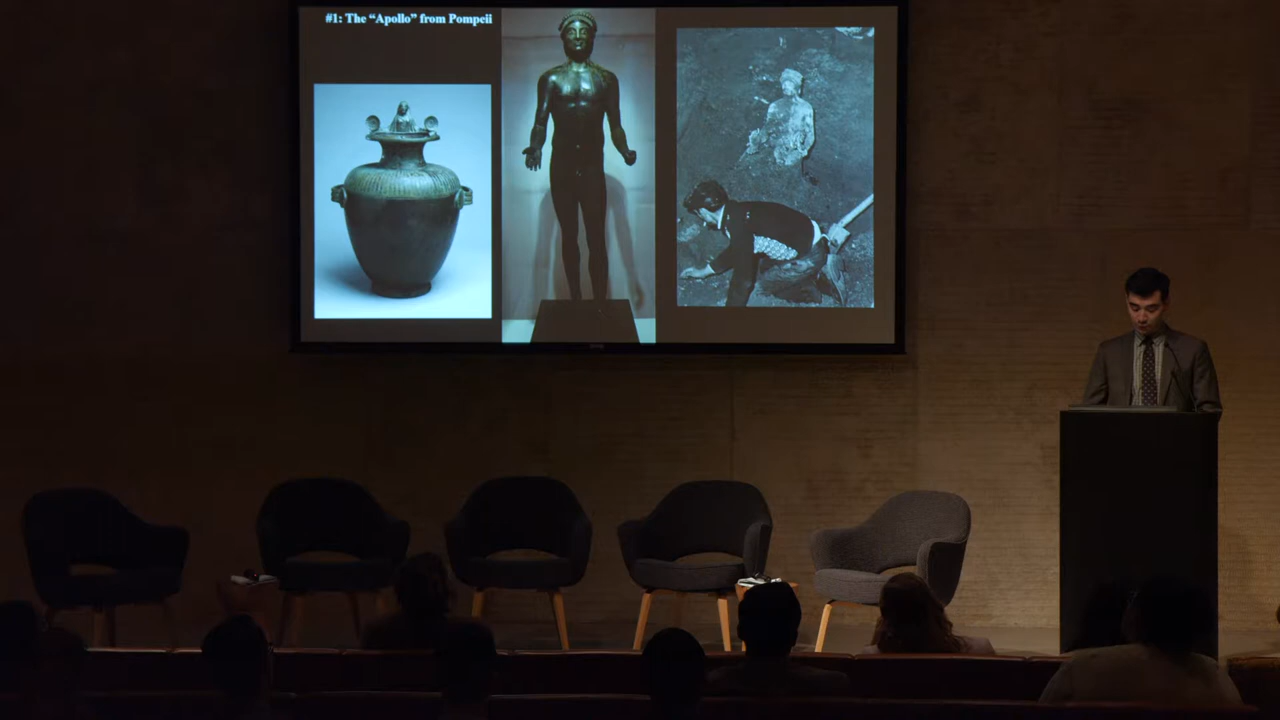 #1: The “Apollo” from Pompeii